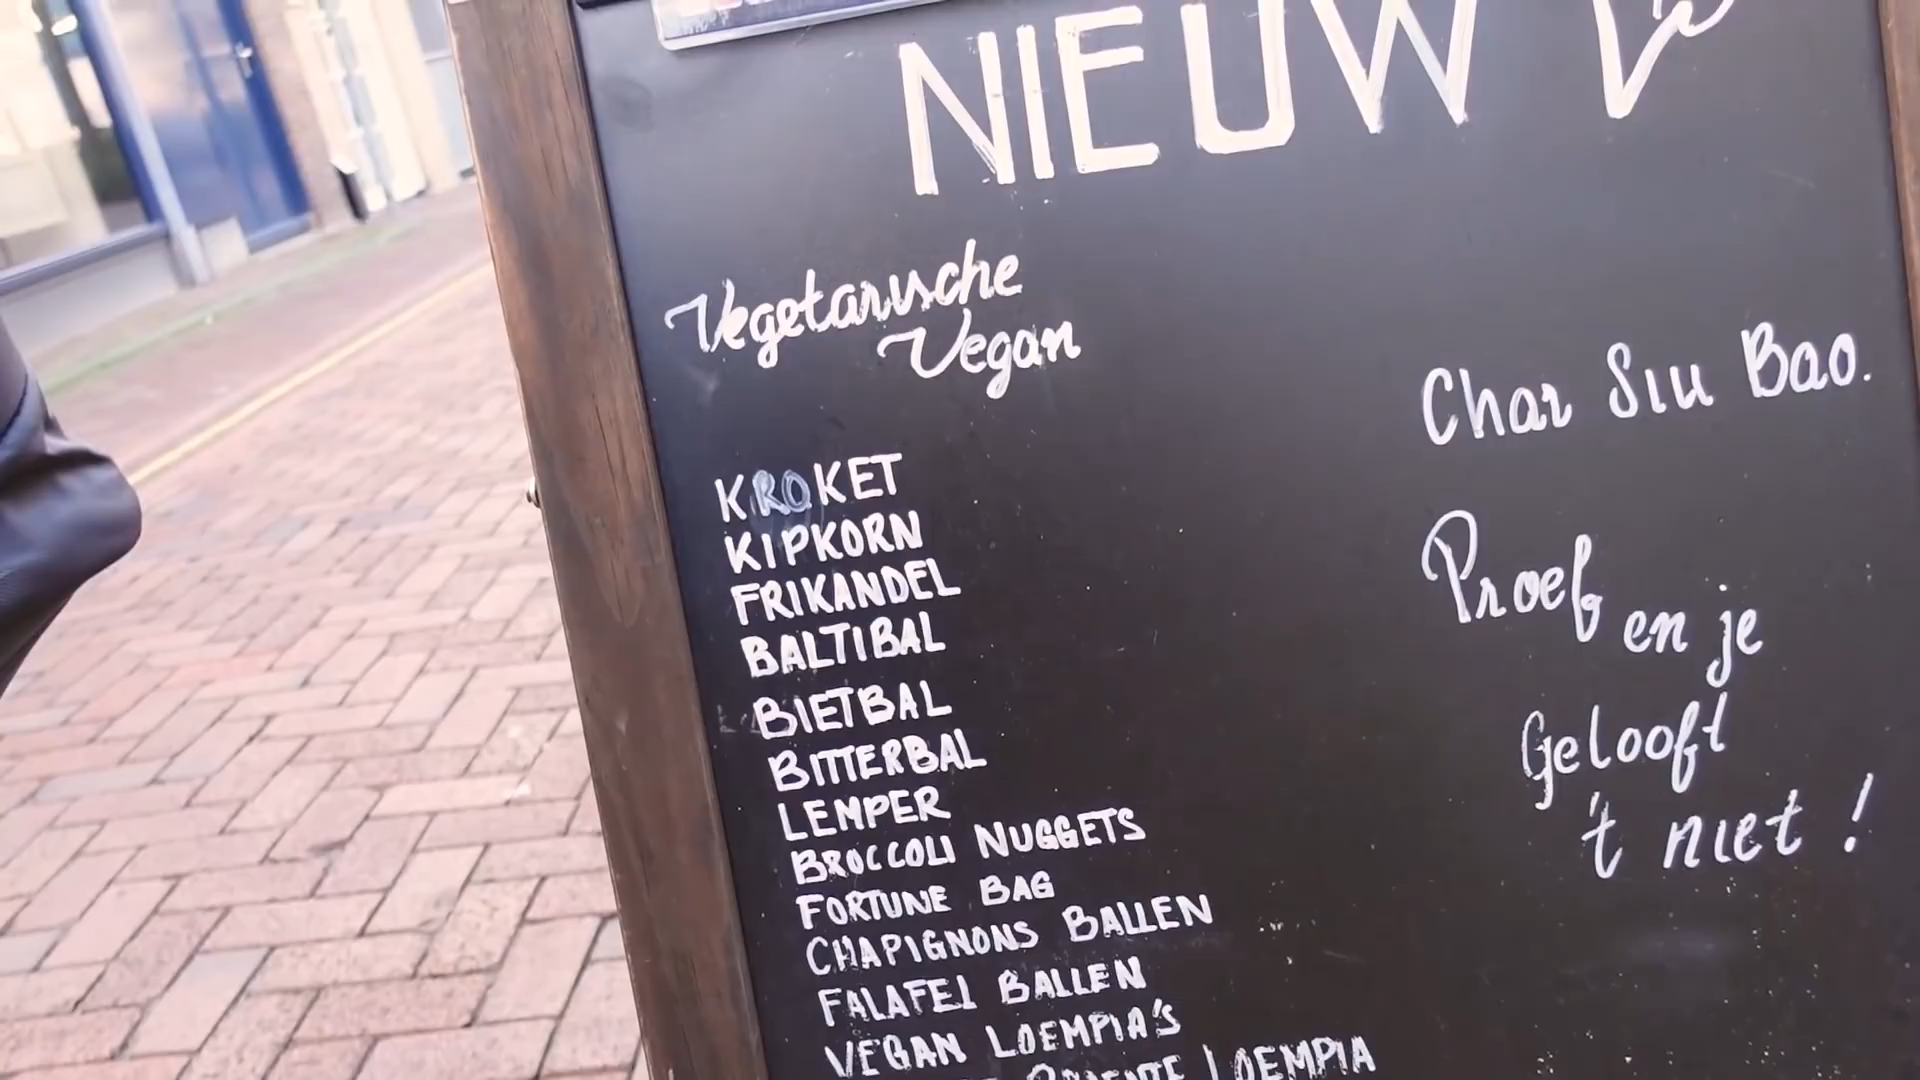 NIEUW
Vegetarische
Vegan
KROKET
KIPKORN
FRIKANDEL
BALTIBAL
BIETBAL
BITTERBAL
LEMPER
BROCCOLI NUGGETS
FORTUNE BAG
CHAPIGNONS BALLEN
FALAFEL BALLEN
VEGAN LOEMPIA'S
LOEMPIA
Char Siu Bao.
Proef
en je
Gelooft
't niet !